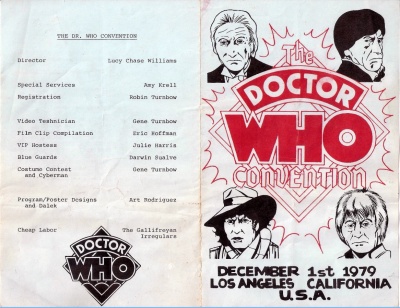 THE DR. WHO CONVENTION
Director Lucy Chase Williams
Special Services Amy Krell
Registration Robin Turnbow
Video Technician Gene Turnbow
Film Clip Compilation Eric Hoffman
VIP Hostess Julie Harris
Blue Guards Darwin Sualve
Costume Contest Gene Turnbow
and Cyberman
Program/Poster Designs Art Rodriguez
and Dalek
Cheap Labor The Gallifreyan
Irregulars
DOCTOR
WHO
The
DOCTOR
WHO
CONVENTION
DECEMBER 1st 1979
LOS ANGELES CALIFORNIA
U.S.A.